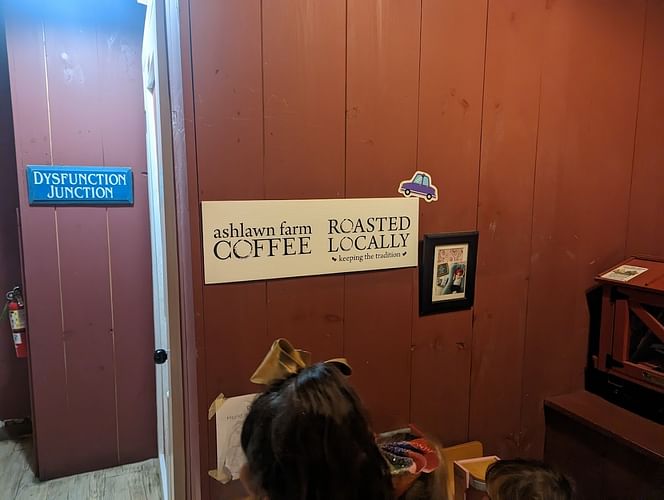 DYSFUNCTION
JUNCTION
ashlawn farm
COFFEE
ROASTED
LOCALLY
keeping the tradition